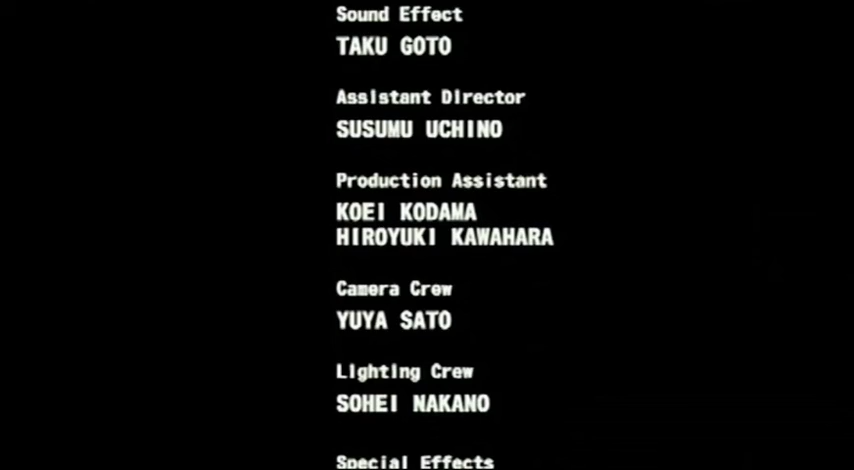 Sound Effect
TAKU GOTO
Assistant Director
SUSUMU UCHINO
Production Assistant
KOEI KODAMA
HIROYUKI KAWAHARA
Camera Crew
YUYA SATO
Lighting Crew
SOHEI NAKANO
Special Effects